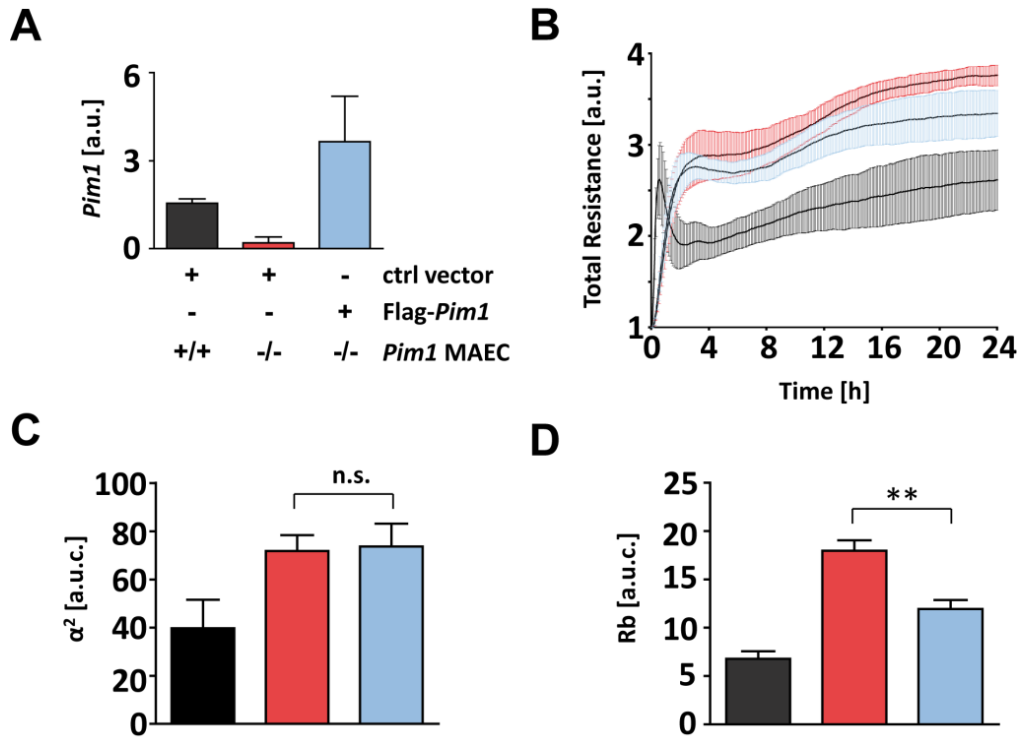 A
Pim1 [a.u.]
6
3
0
+ + - ctrl vector
- - + Flag-Pim1
+/+ -/- -/- Pim1 MAEC
B
Total Resistance [a.u.]
4
3
2
1
0 4 8 12 16 20 24
Time [h]
C
α² [a.u.c.]
100
80
60
40
20
0
n.s.
D
Rb [a.u.c.]
25
20
15
10
5
0
**